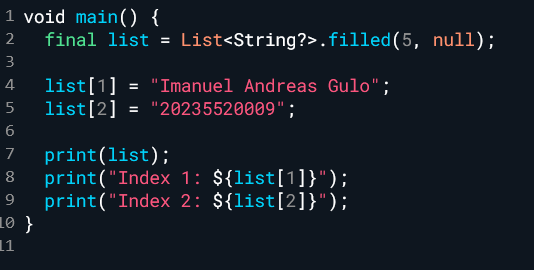 1 void main() {
2   final list = List<String?>.filled(5, null);
3
4   list[1] = "Imanuel Andreas Gulo";
5   list[2] = "20235520009";
6
7   print(list);
8   print("Index 1: ${list[1]}");
9   print("Index 2: ${list[2]}");
10 }
11